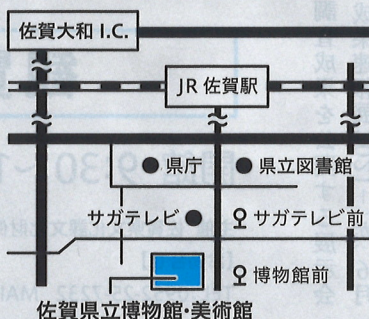 佐賀大和 I.C.
JR 佐賀駅
県庁
県立図書館
サガテレビ
サガテレビ前
博物館前
佐賀県立博物館・美術館